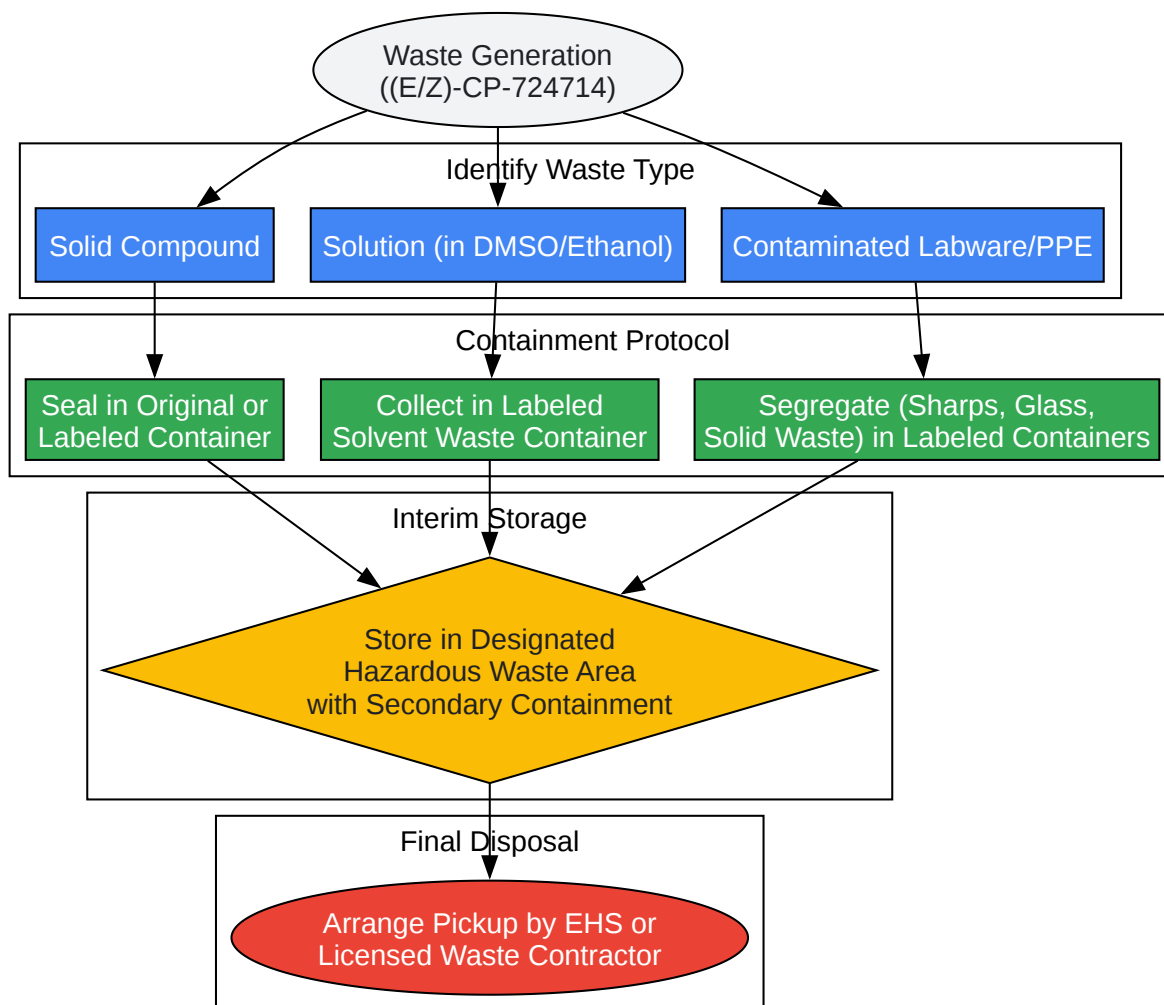 Waste Generation
((E/Z)-CP-724714)
Identify Waste Type
Solid Compound
Solution (in DMSO/Ethanol)
Contaminated Labware/PPE
Containment Protocol
Seal in Original or
Labeled Container
Collect in Labeled
Solvent Waste Container
Segregate (Sharps, Glass,
Solid Waste) in Labeled Containers
Interim Storage
Store in Designated
Hazardous Waste Area
with Secondary Containment
Final Disposal
Arrange Pickup by EHS or
Licensed Waste Contractor